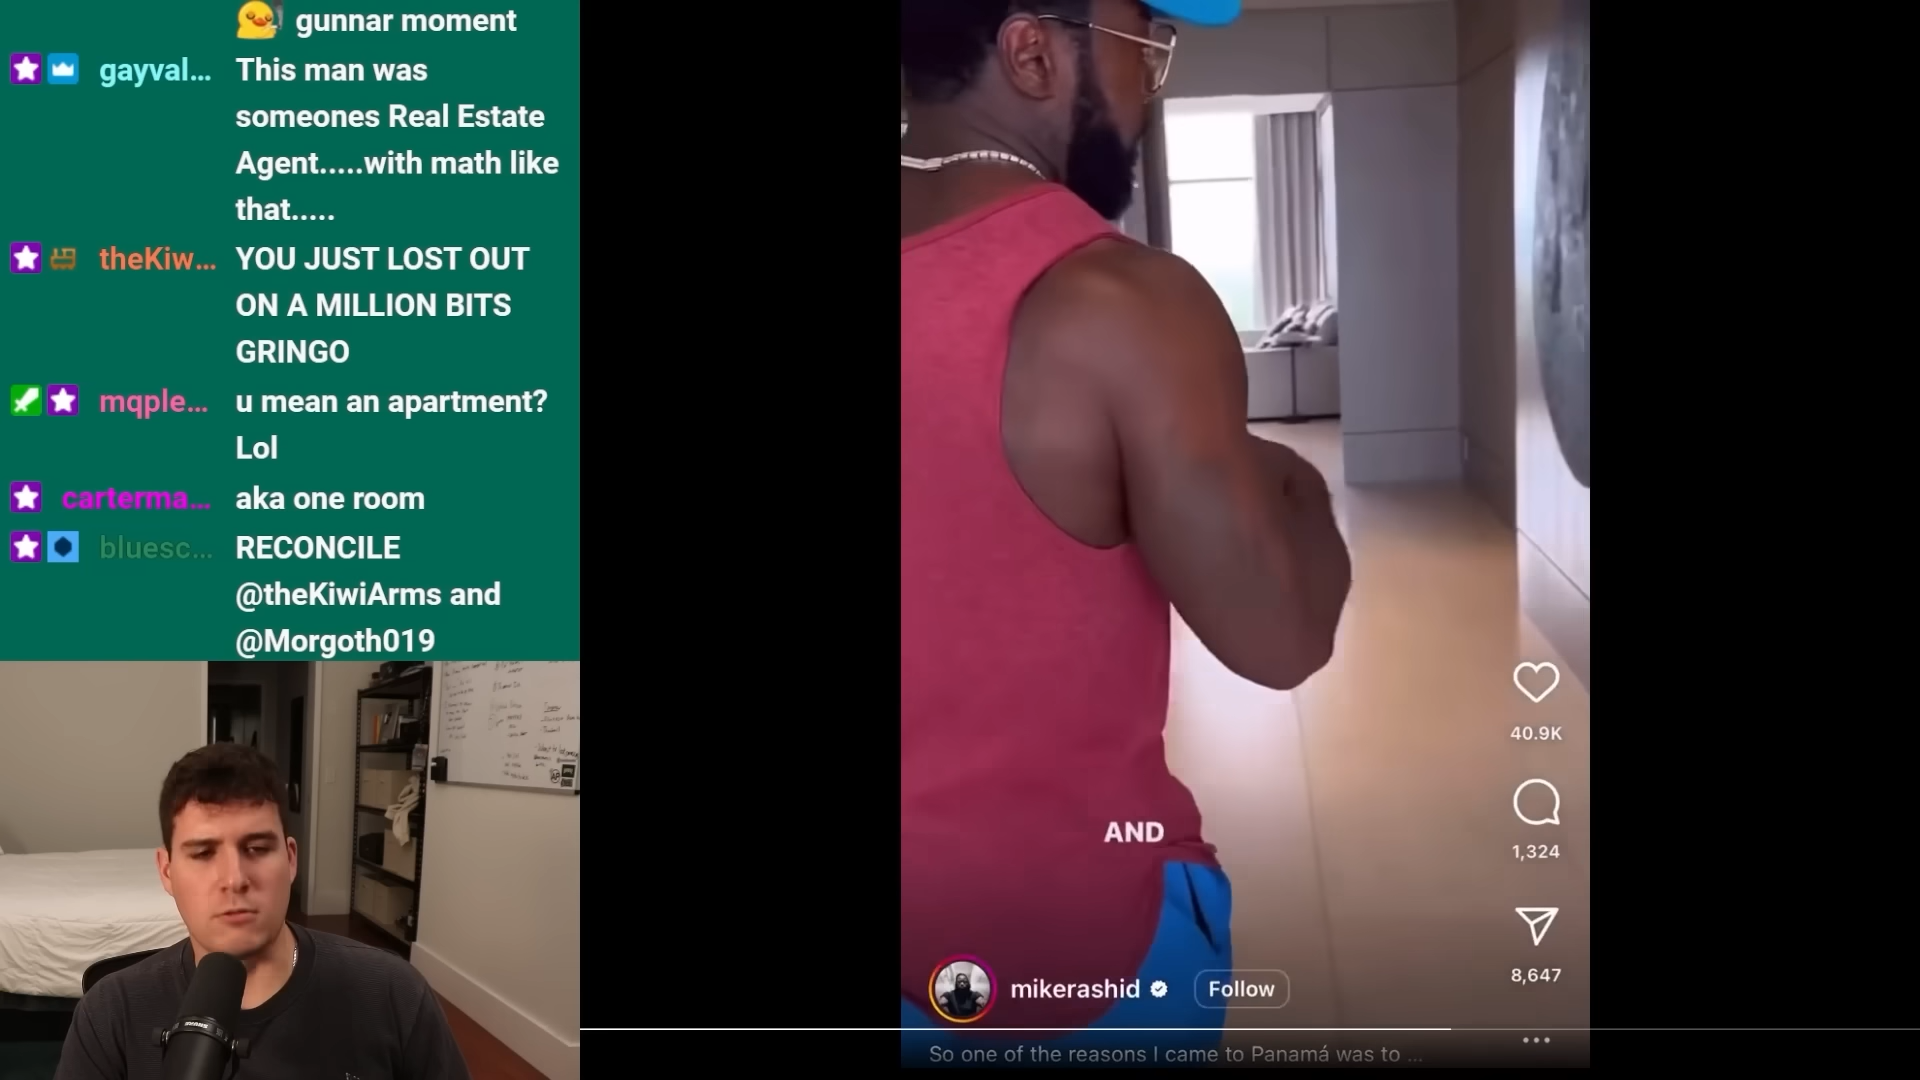 gunnar moment
gayval... This man was
someones Real Estate
Agent.....with math like
that.....
theKiw... YOU JUST LOST OUT
ON A MILLION BITS
GRINGO
mqple... u mean an apartment?
Lol
carterma... aka one room
bluesc... RECONCILE
@theKiwiArms and
@Morgoth019
AND
40.9K
1,324
8,647
mikerashid Follow
So one of the reasons I came to Panamá was to ...